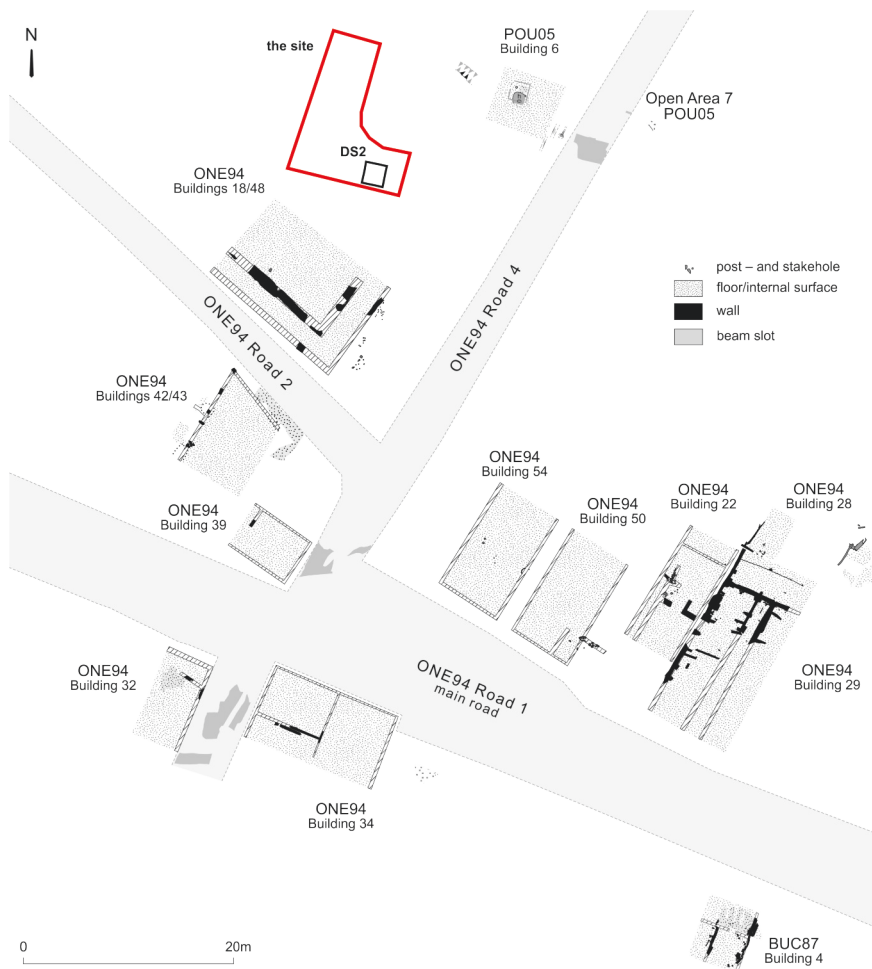 N
the site
POU05
Building 6
Open Area 7
POU05
DS2
ONE94
Buildings 18/48
post – and stakehole
floor/internal surface
wall
beam slot
ONE94 Road 4
ONE94 Road 2
ONE94
Buildings 42/43
ONE94
Building 54
ONE94
Building 50
ONE94
Building 22
ONE94
Building 28
ONE94
Building 39
ONE94
Building 32
ONE94 Road 1
main road
ONE94
Building 29
ONE94
Building 34
BUC87
Building 4
0
20m